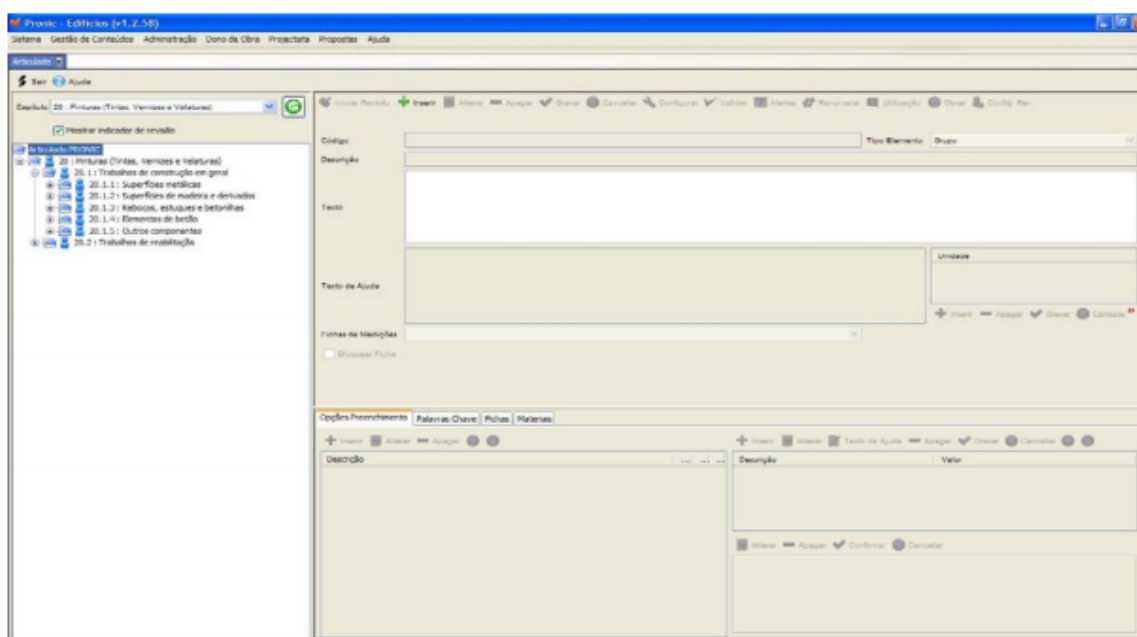 Pronic - Edifícios (v1.2.58)
Sistema Gestão de Conteúdos Administração Dono de Obra Projectista Propostas Ajuda
Articulado
Sair Ajuda
Capítulo 20 - Pinturas (Tintas, Vernizes e Velaturas)
Mostrar indicador de revisão
Articulado PRONIC
20 : Pinturas (Tintas, Vernizes e Velaturas)
20.1 : Trabalhos de construção em geral
20.1.1 : Superfícies metálicas
20.1.2 : Superfícies de madeira e derivados
20.1.3 : Rebocos, estuques e betonilhas
20.1.4 : Elementos de betão
20.1.5 : Outros componentes
20.2 : Trabalhos de reabilitação
Iniciar Revisão Inserir Alterar Apagar Gravar Cancelar Configurar Validar Alertas Renumerar Utilização Obras Config. Rev.
Código
Tipo Elemento Grupo
Descrição
Texto
Texto de Ajuda
Unidade
Inserir Apagar Gravar Cancelar
Fichas de Medições
Bloquear Ficha
Opções Preenchimento Palavras Chave Fichas Materiais
Inserir Alterar Apagar
Descrição ... ... ...
Inserir Alterar Texto de Ajuda Apagar Gravar Cancelar
Descrição Valor
Alterar Apagar Confirmar Cancelar